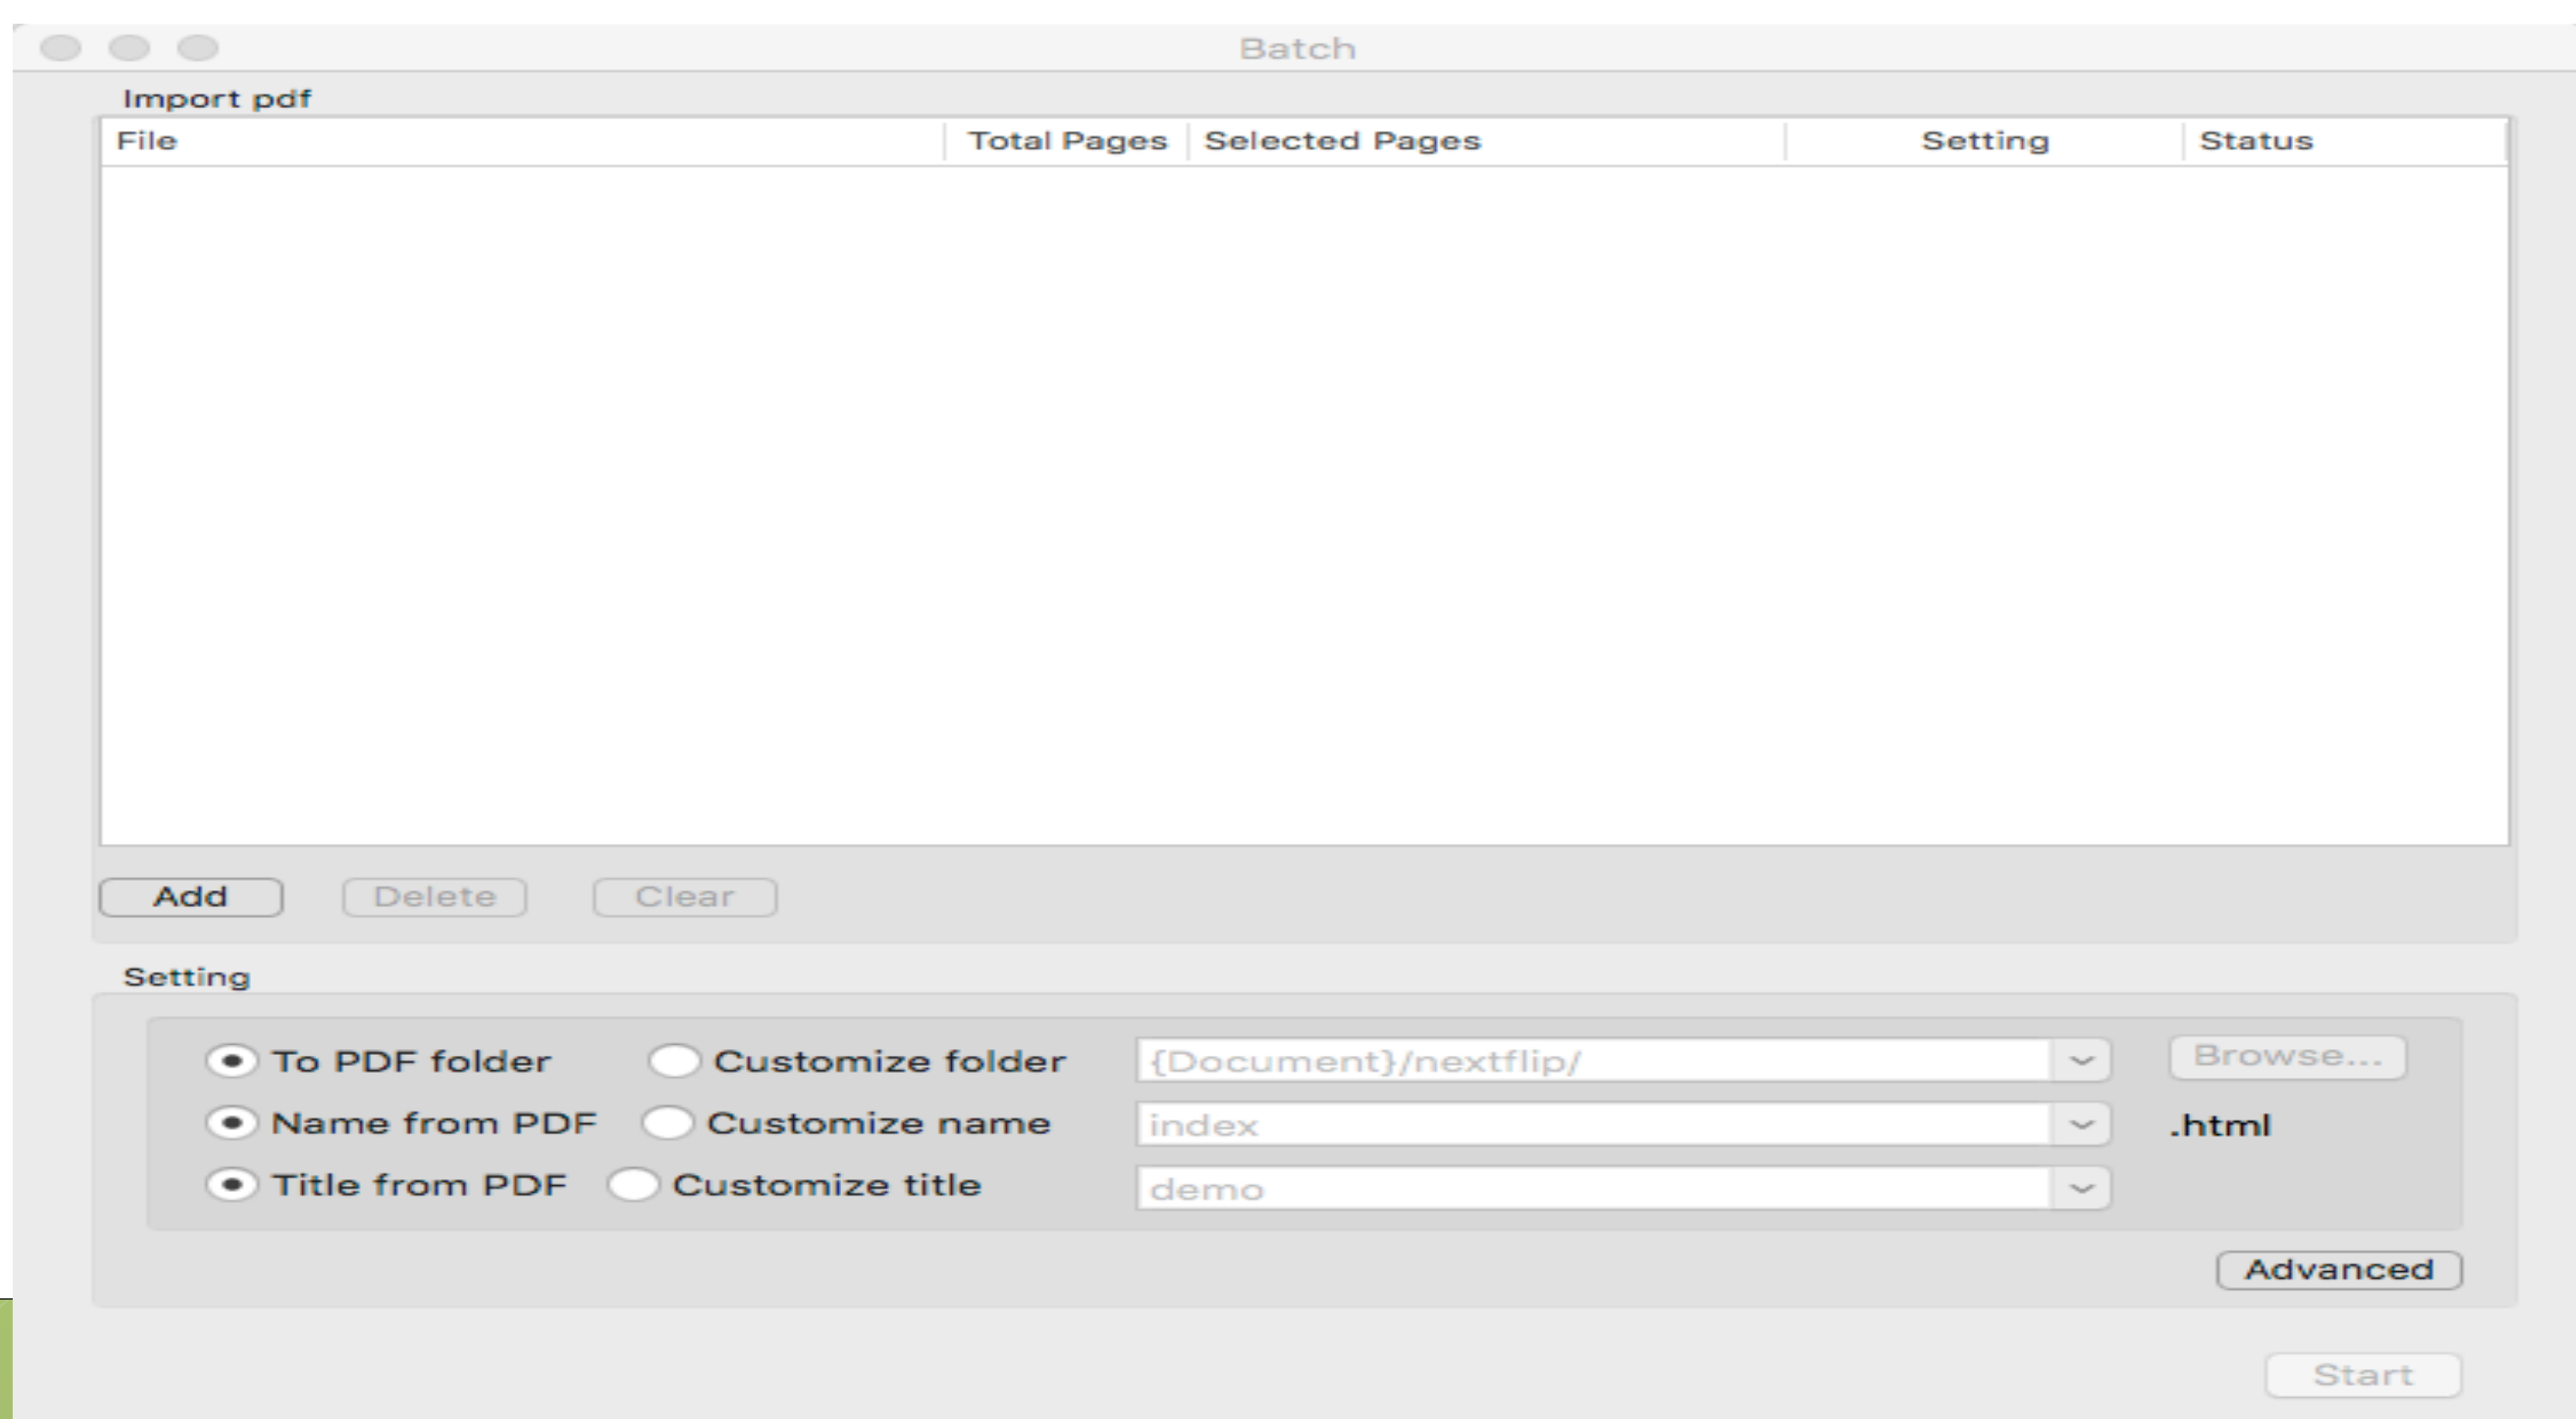 Batch
Import pdf
File Total Pages Selected Pages Setting Status
Add Delete Clear
Setting
To PDF folder Customize folder {Document}/nextflip/ Browse...
Name from PDF Customize name index .html
Title from PDF Customize title demo
Advanced
Start